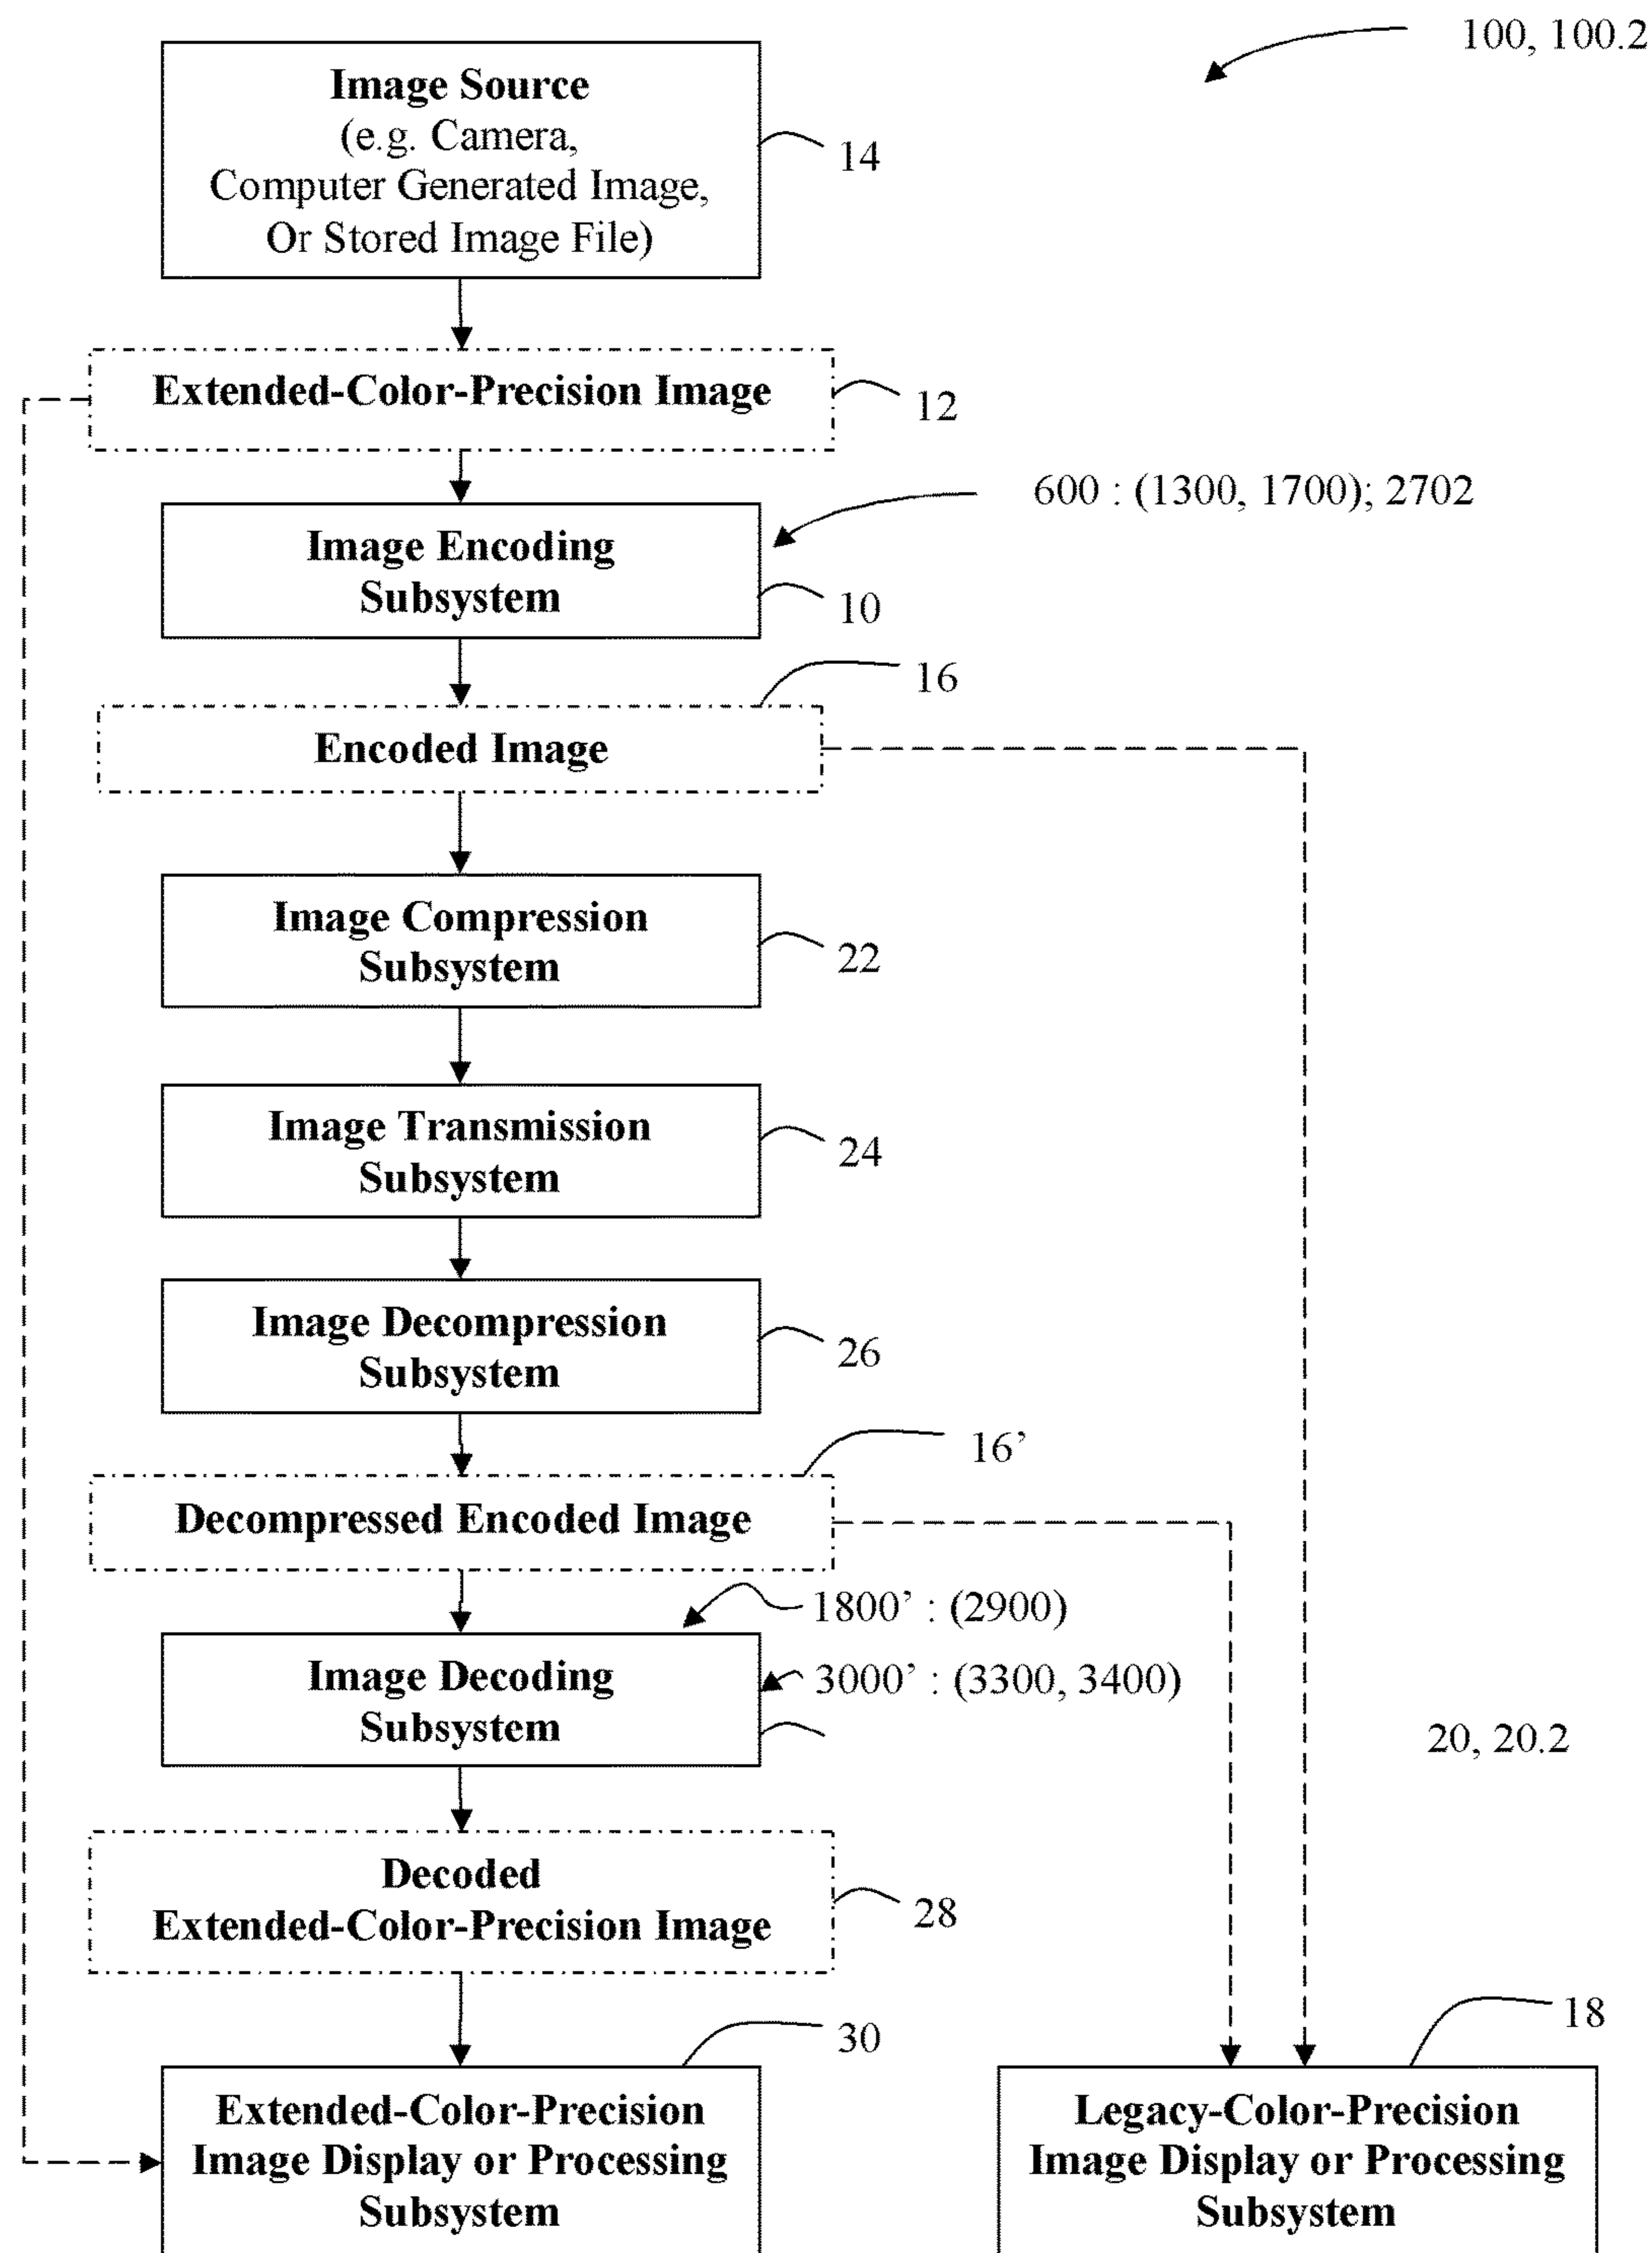 100, 100.2
Image Source
(e.g. Camera,
Computer Generated Image,
Or Stored Image File)
14
Extended-Color-Precision Image
12
600 : (1300, 1700); 2702
Image Encoding
Subsystem
10
16
Encoded Image
Image Compression
Subsystem
22
Image Transmission
Subsystem
24
Image Decompression
Subsystem
26
16’
Decompressed Encoded Image
1800’ : (2900)
Image Decoding
Subsystem
3000’ : (3300, 3400)
20, 20.2
Decoded
Extended-Color-Precision Image
28
30
Extended-Color-Precision
Image Display or Processing
Subsystem
18
Legacy-Color-Precision
Image Display or Processing
Subsystem